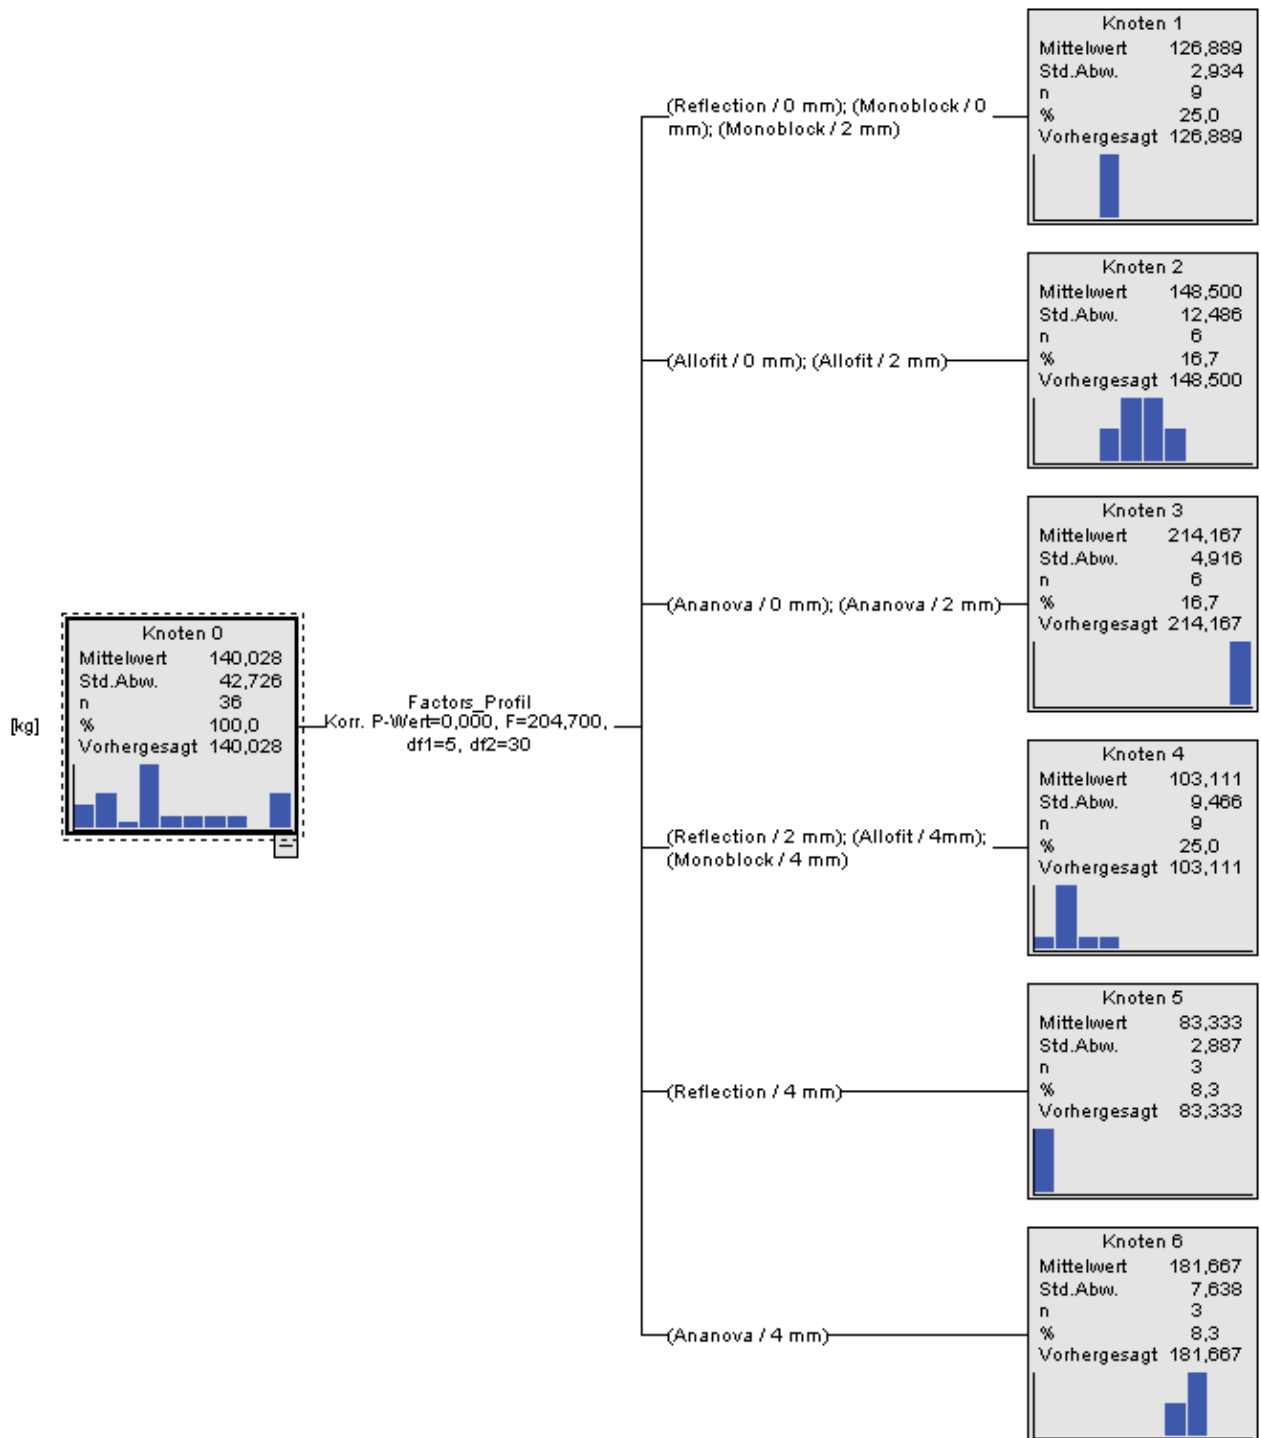 [kg]
Knoten 0
Mittelwert 140,028
Std.Abw. 42,726
n 36
% 100,0
Vorhergesagt 140,028
Factors_Profil
Korr. P-Wert=0,000, F=204,700,
df1=5, df2=30
(Reflection / 0 mm); (Monoblock / 0
mm); (Monoblock / 2 mm)
Knoten 1
Mittelwert 126,889
Std.Abw. 2,934
n 9
% 25,0
Vorhergesagt 126,889
(Allofit / 0 mm); (Allofit / 2 mm)
Knoten 2
Mittelwert 148,500
Std.Abw. 12,486
n 6
% 16,7
Vorhergesagt 148,500
(Ananova / 0 mm); (Ananova / 2 mm)
Knoten 3
Mittelwert 214,167
Std.Abw. 4,916
n 6
% 16,7
Vorhergesagt 214,167
(Reflection / 2 mm); (Allofit / 4mm);
(Monoblock / 4 mm)
Knoten 4
Mittelwert 103,111
Std.Abw. 9,466
n 9
% 25,0
Vorhergesagt 103,111
(Reflection / 4 mm)
Knoten 5
Mittelwert 83,333
Std.Abw. 2,887
n 3
% 8,3
Vorhergesagt 83,333
(Ananova / 4 mm)
Knoten 6
Mittelwert 181,667
Std.Abw. 7,638
n 3
% 8,3
Vorhergesagt 181,667